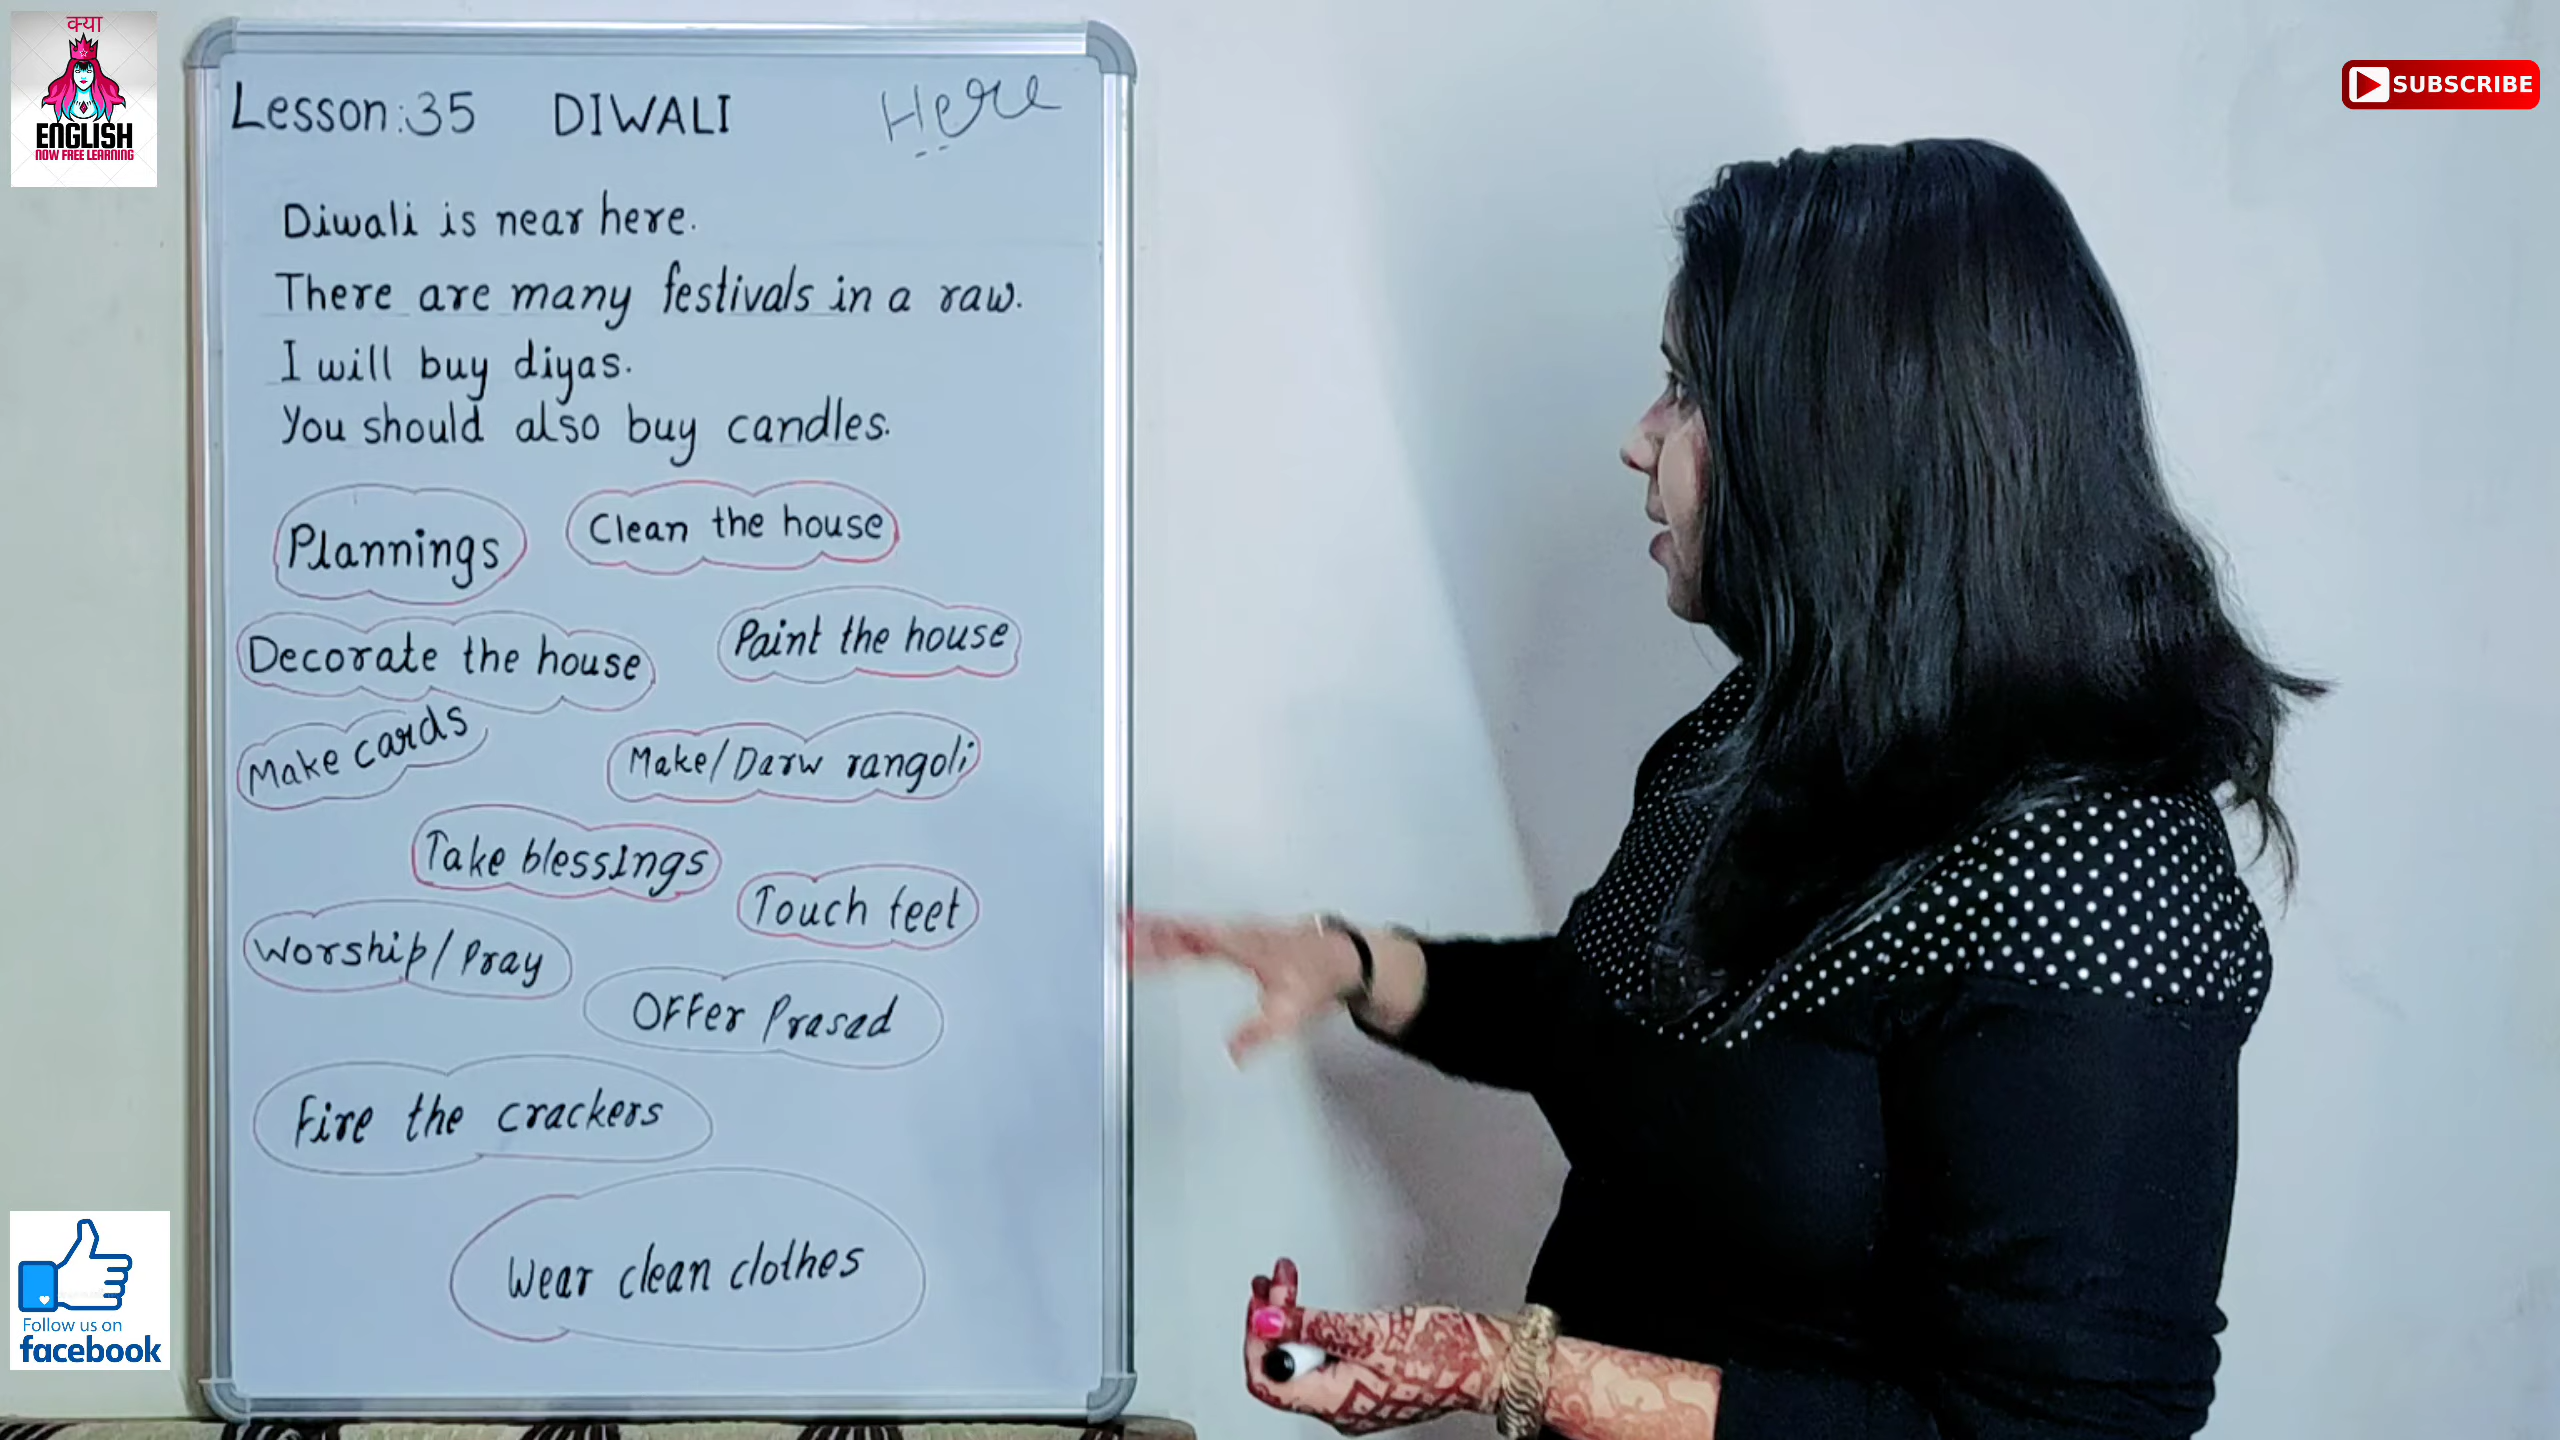 क्या
ENGLISH
NOW FREE LEARNING
SUBSCRIBE
Lesson:35 DIWALI Here
Diwali is near here.
There are many festivals in a raw.
I will buy diyas.
You should also buy candles.
Plannings
Clean the house
Decorate the house
Paint the house
Make cards
Make/Darw rangoli
Take blessings
Touch feet
Worship/Pray
Offer Prasad
Fire the crackers
Wear clean clothes
Follow us on
facebook